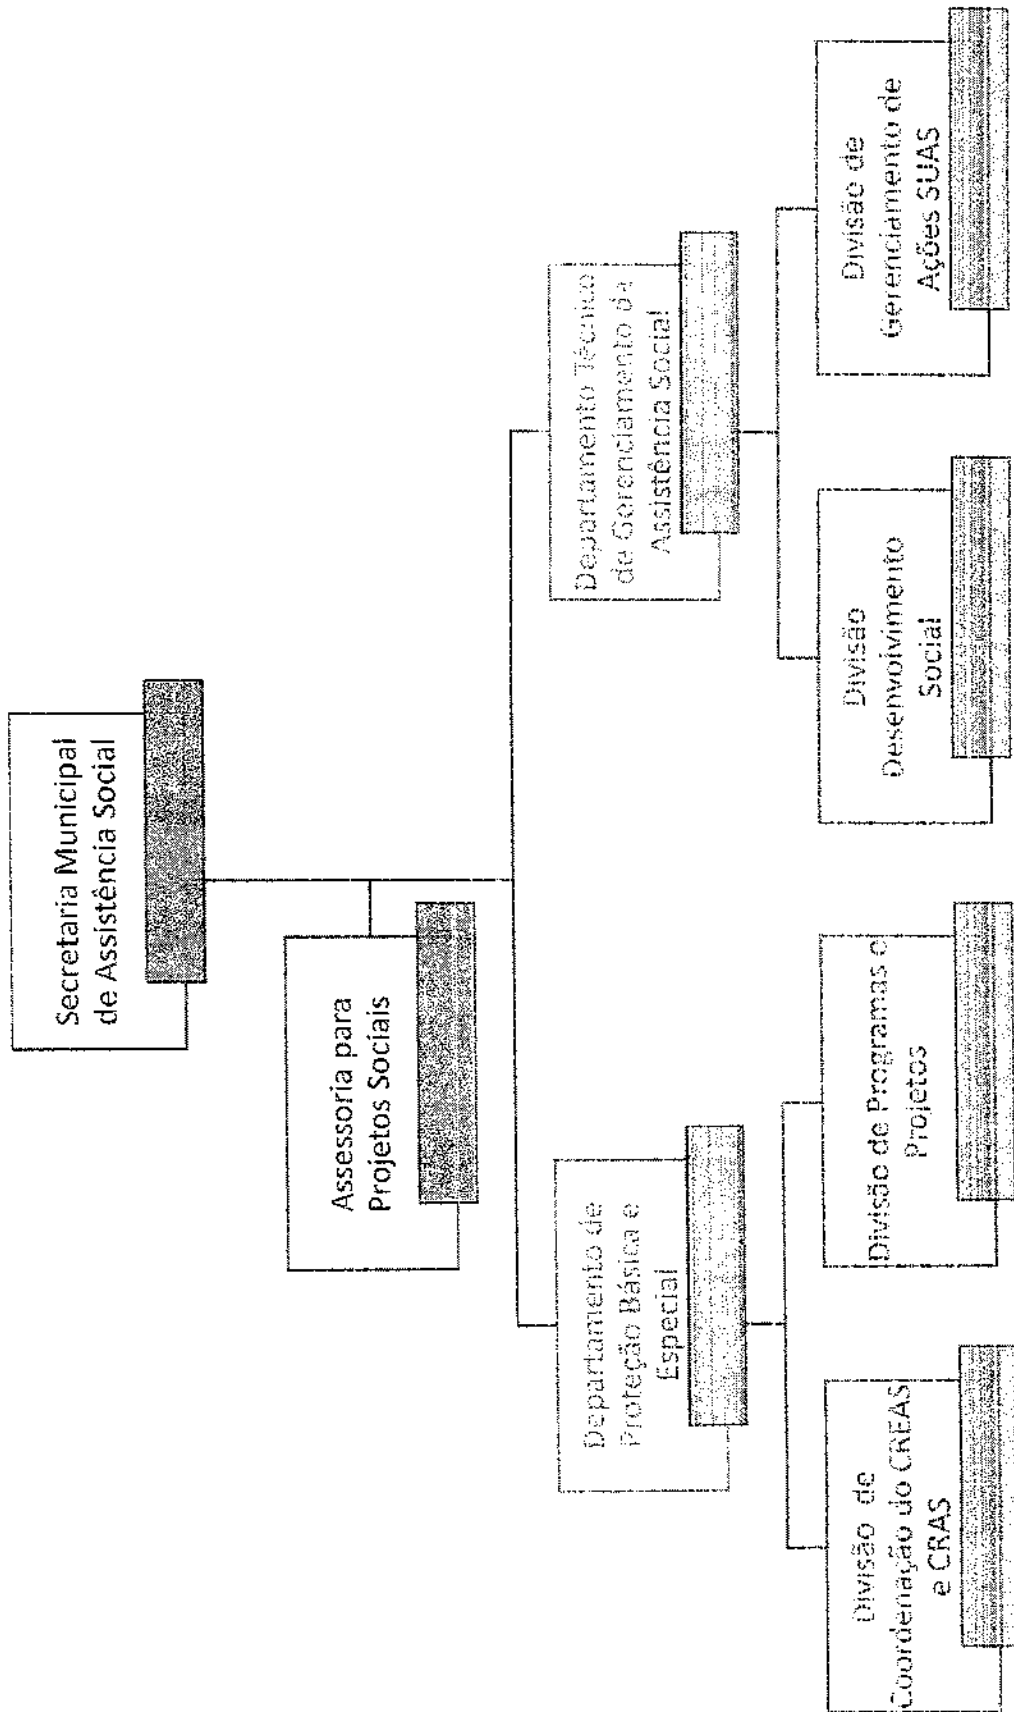 Secretaria Municipal
de Assistência Social
Assessoria para
Projetos Sociais
Departamento de
Proteção Básica e
Especial
Departamento Técnico
de Gerenciamento da
Assistência Social
Divisão de
Coordenação do CREAS
e CRAS
Divisão de Programas e
Projetos
Divisão
Desenvolvimento
Social
Divisão de
Gerenciamento de
Ações SUAS